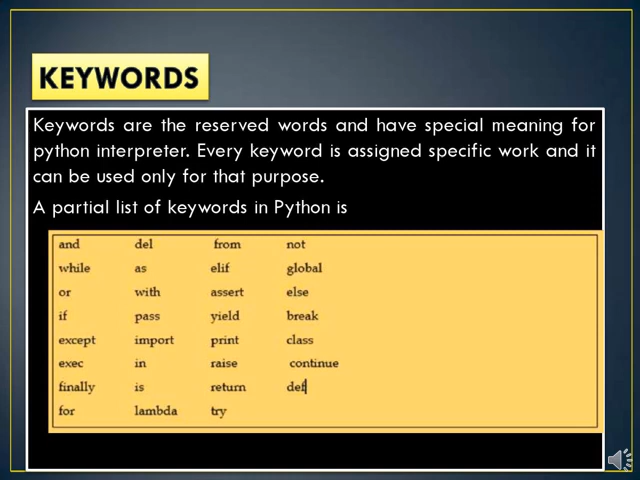 KEYWORDS
Keywords are the reserved words and have special meaning for
python interpreter. Every keyword is assigned specific work and it
can be used only for that purpose.
A partial list of keywords in Python is
and del from not
while as elif global
or with assert else
if pass yield break
except import print class
exec in raise continue
finally is return def
for lambda try